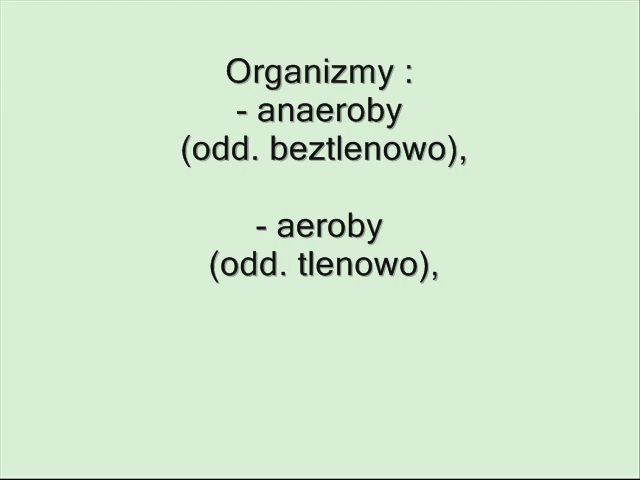 Organizmy :
- anaeroby
(odd. beztlenowo),
- aeroby
(odd. tlenowo),